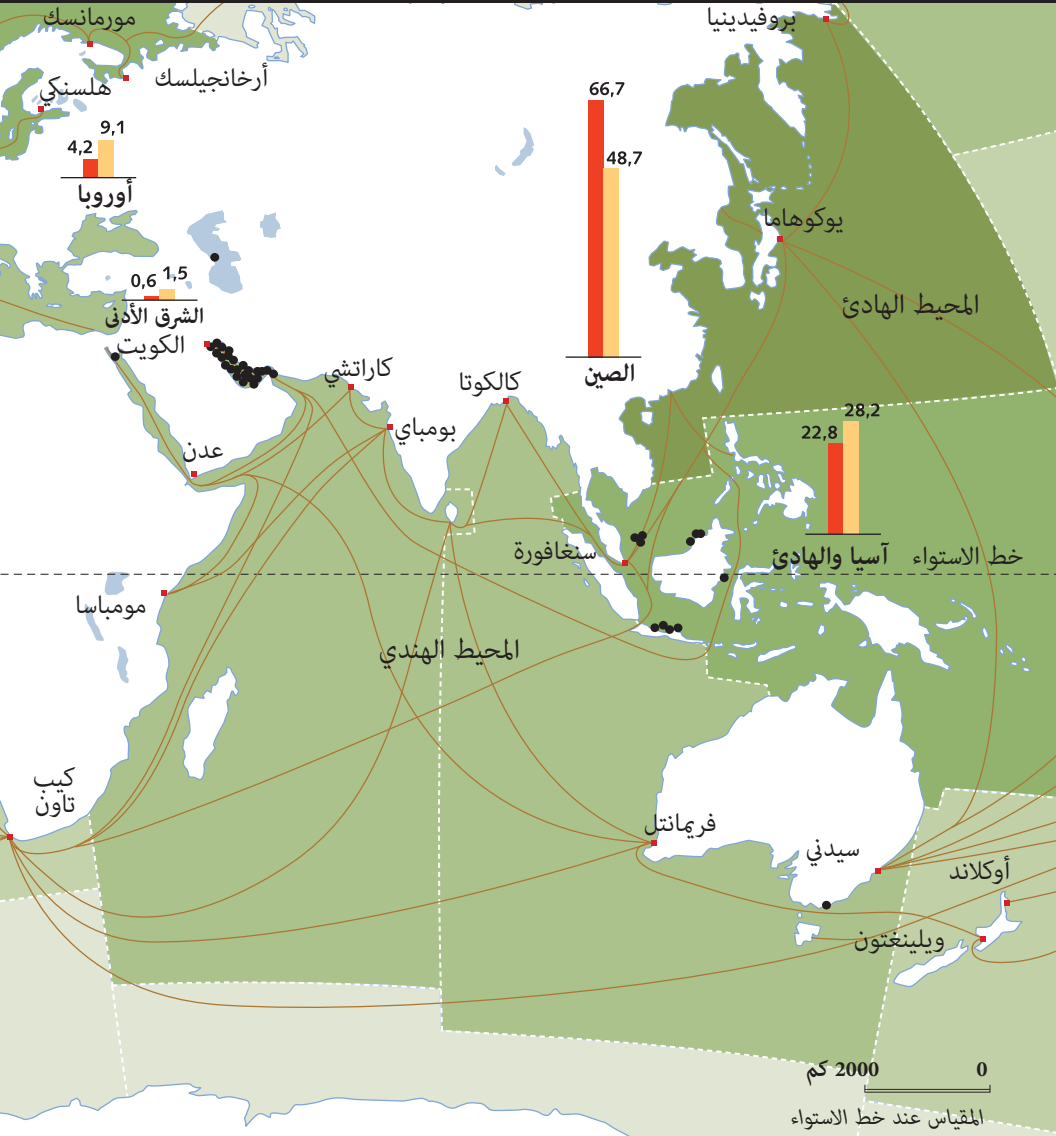 مورمانسك
بروفيدينيا
أرخانجيلسك
هلسنكي
66,7
48,7
9,1
4,2
أوروبا
يوكوهاما
1,5
0,6
الشرق الأدنى
المحيط الهادئ
الكويت
كاراتشي
كالكوتا
الصين
بومباي
28,2
22,8
عدن
سنغافورة
آسيا والهادئ
خط الاستواء
مومباسا
المحيط الهندي
كيب
تاون
فريمانتل
سيدني
أوكلاند
ويلينغتون
0
2000 كم
المقياس عند خط الاستواء